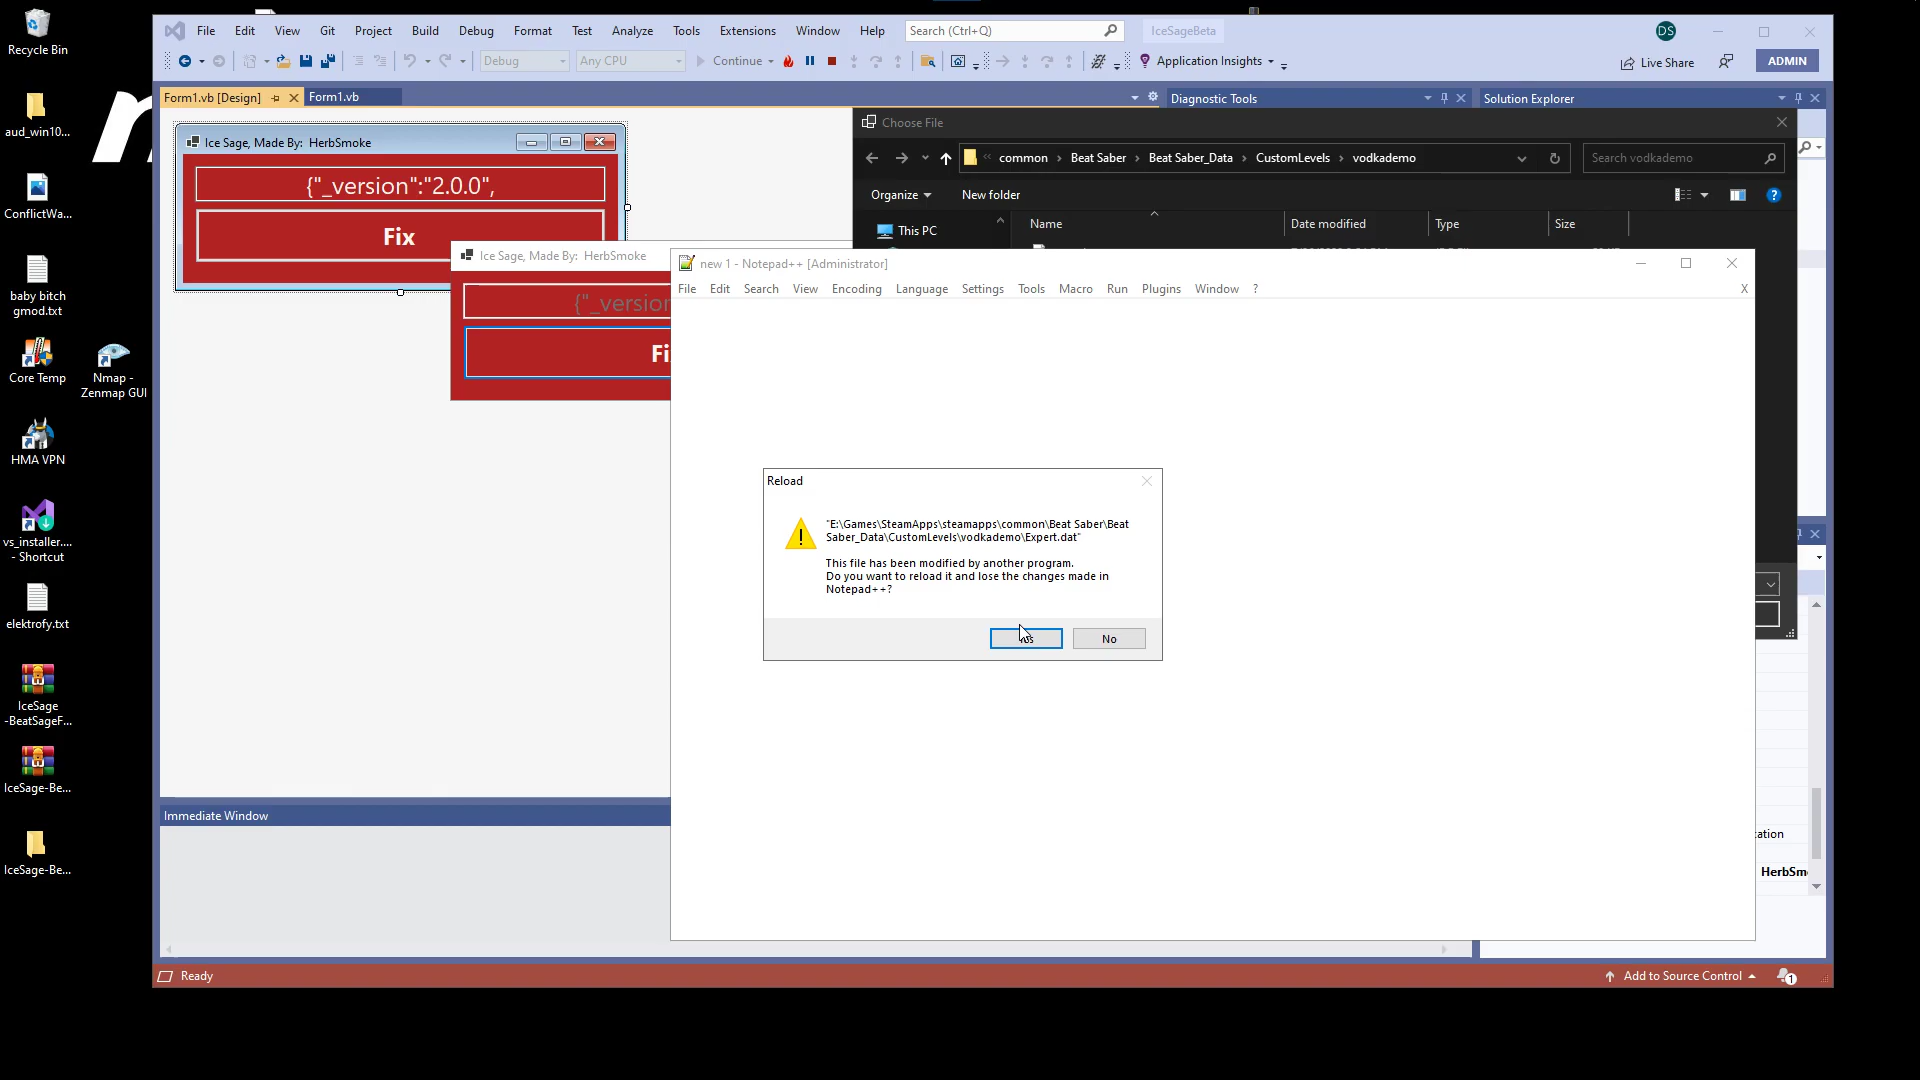 Recycle Bin
aud_win10...
ConflictWa...
baby bitch
gmod.txt
Core Temp
Nmap -
Zenmap GUI
HMA VPN
vs_installer....
- Shortcut
elektrofy.txt
IceSage
-BeatSageF...
IceSage-Be...
IceSage-Be...
File Edit View Git Project Build Debug Format Test Analyze Tools Extensions Window Help Search (Ctrl+Q) IceSageBeta DS
Debug Any CPU Continue Application Insights Live Share ADMIN
Form1.vb [Design] Form1.vb Diagnostic Tools Solution Explorer
Ice Sage, Made By: HerbSmoke
{"_version":"2.0.0",
Fix
Ice Sage, Made By: HerbSmoke
{"_version
Choose File
« common › Beat Saber › Beat Saber_Data › CustomLevels › vodkademo Search vodkademo
Organize New folder
This PC Name Date modified Type Size
new 1 - Notepad++ [Administrator]
File Edit Search View Encoding Language Settings Tools Macro Run Plugins Window ? X
Reload
"E:\Games\SteamApps\steamapps\common\Beat Saber\Beat
Saber_Data\CustomLevels\vodkademo\Expert.dat"
This file has been modified by another program.
Do you want to reload it and lose the changes made in
Notepad++?
No
Immediate Window
HerbSm
Ready Add to Source Control 1